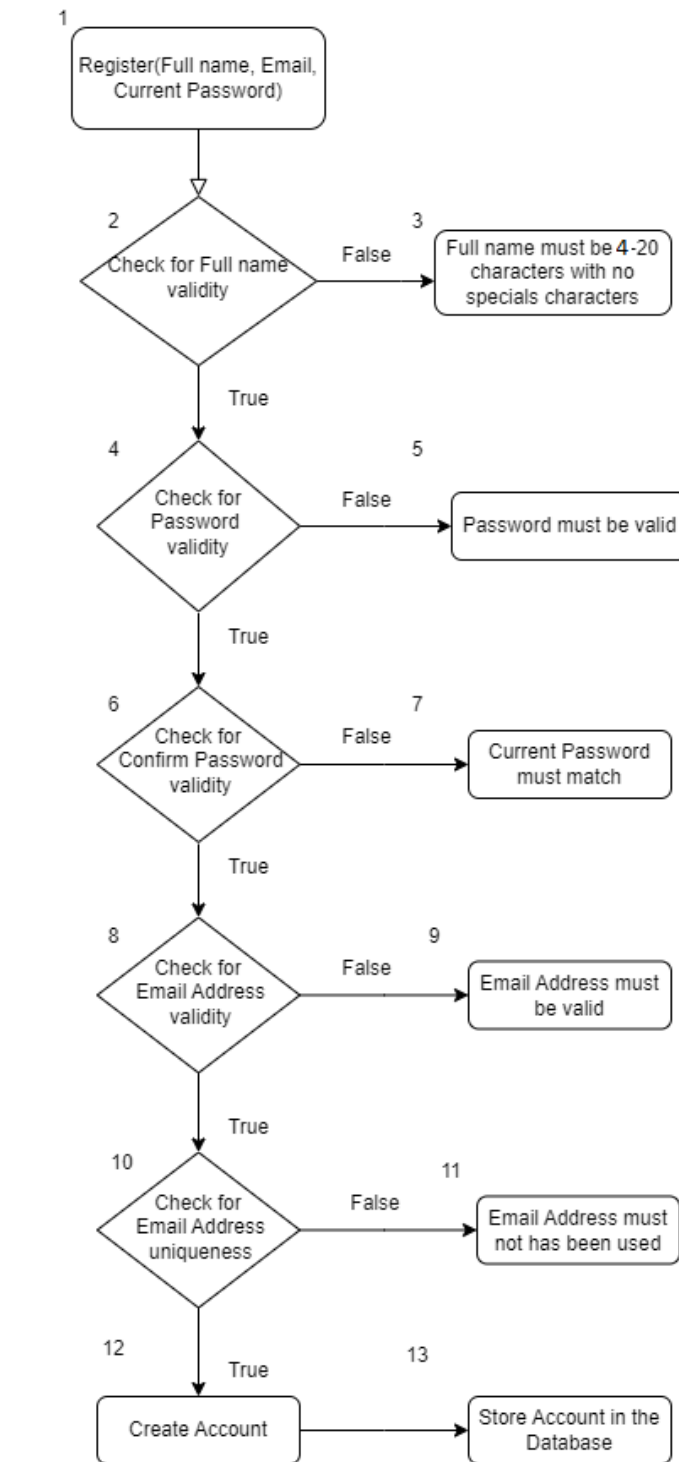 1
Register(Full name, Email,
Current Password)
2
Check for Full name
validity
False
3
Full name must be 4-20
characters with no
specials characters
True
4
Check for
Password
validity
False
5
Password must be valid
True
6
Check for
Confirm Password
validity
False
7
Current Password
must match
True
8
Check for
Email Address
validity
False
9
Email Address must
be valid
True
10
Check for
Email Address
uniqueness
False
11
Email Address must
not has been used
True
12
Create Account
13
Store Account in the
Database